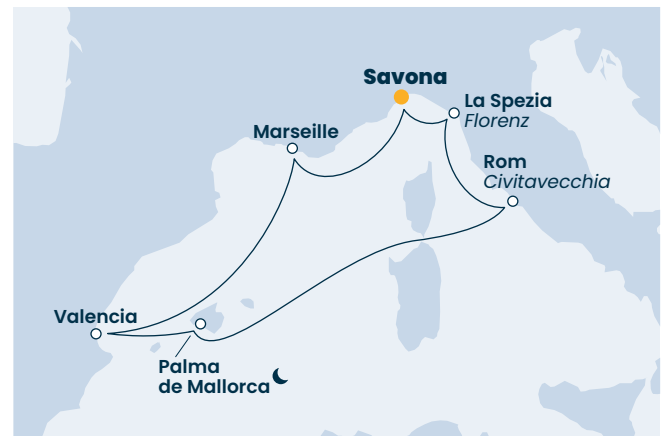 Savona
La Spezia
Florenz
Marseille
Rom
Civitavecchia
Valencia
Palma
de Mallorca